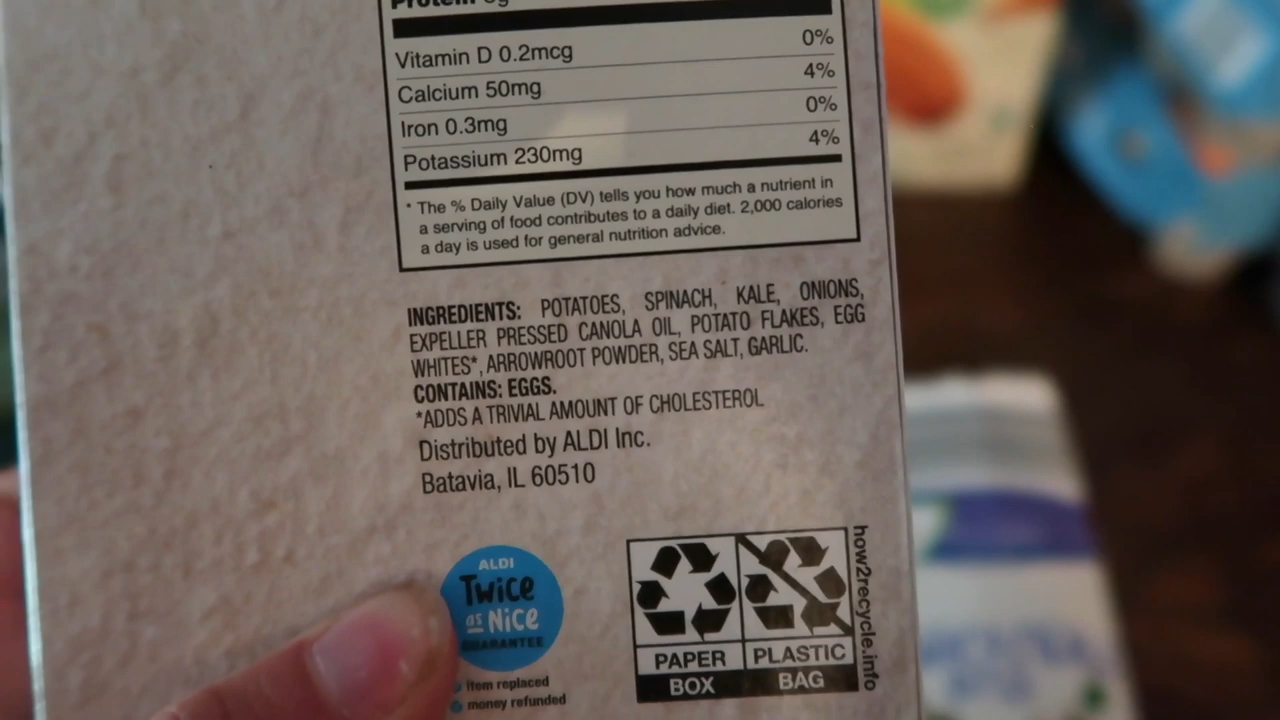 Protein
Vitamin D 0.2mcg 0%
Calcium 50mg 4%
Iron 0.3mg 0%
Potassium 230mg 4%
* The % Daily Value (DV) tells you how much a nutrient in
a serving of food contributes to a daily diet. 2,000 calories
a day is used for general nutrition advice.
INGREDIENTS: POTATOES, SPINACH, KALE, ONIONS,
EXPELLER PRESSED CANOLA OIL, POTATO FLAKES, EGG
WHITES*, ARROWROOT POWDER, SEA SALT, GARLIC.
CONTAINS: EGGS.
*ADDS A TRIVIAL AMOUNT OF CHOLESTEROL
Distributed by ALDI Inc.
Batavia, IL 60510
ALDI
Twice
as Nice
GUARANTEE
item replaced
money refunded
PAPER
BOX
PLASTIC
BAG
how2recycle.info